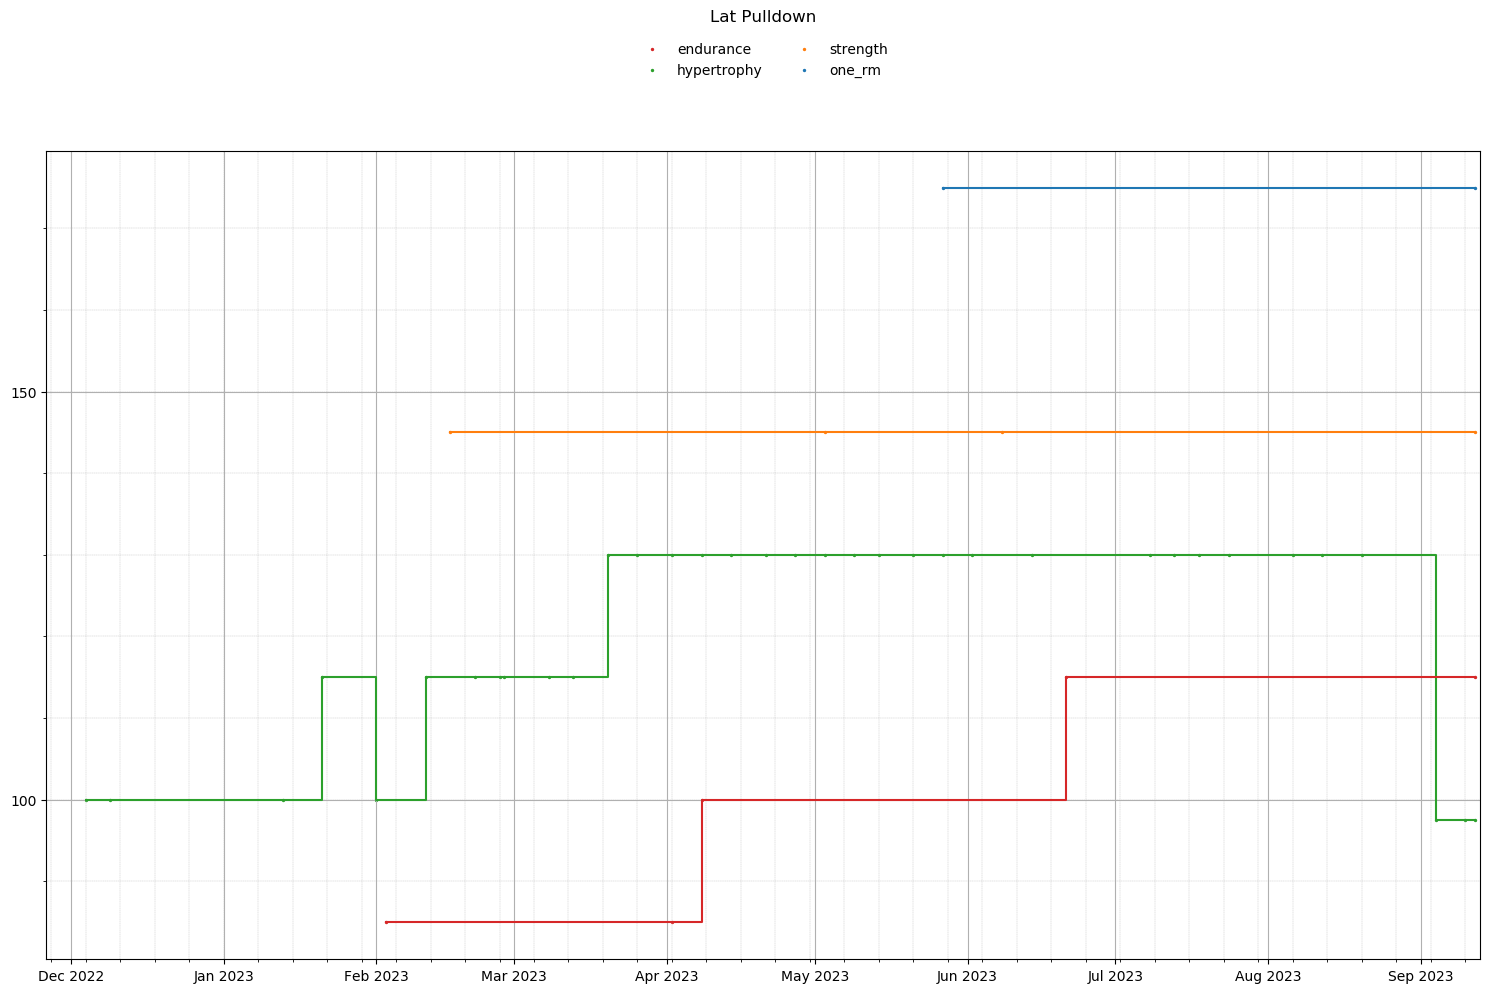 Lat Pulldown
endurance strength
hypertrophy one_rm
150
100
Dec 2022 Jan 2023 Feb 2023 Mar 2023 Apr 2023 May 2023 Jun 2023 Jul 2023 Aug 2023 Sep 2023